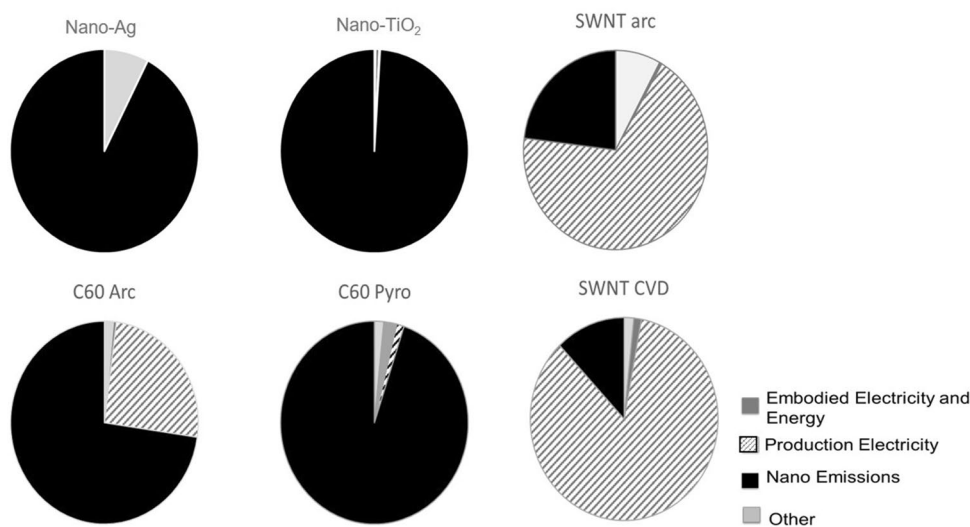 Nano-Ag
Nano-TiO₂
SWNT arc
C60 Arc
C60 Pyro
SWNT CVD
Embodied Electricity and
Energy
Production Electricity
Nano Emissions
Other